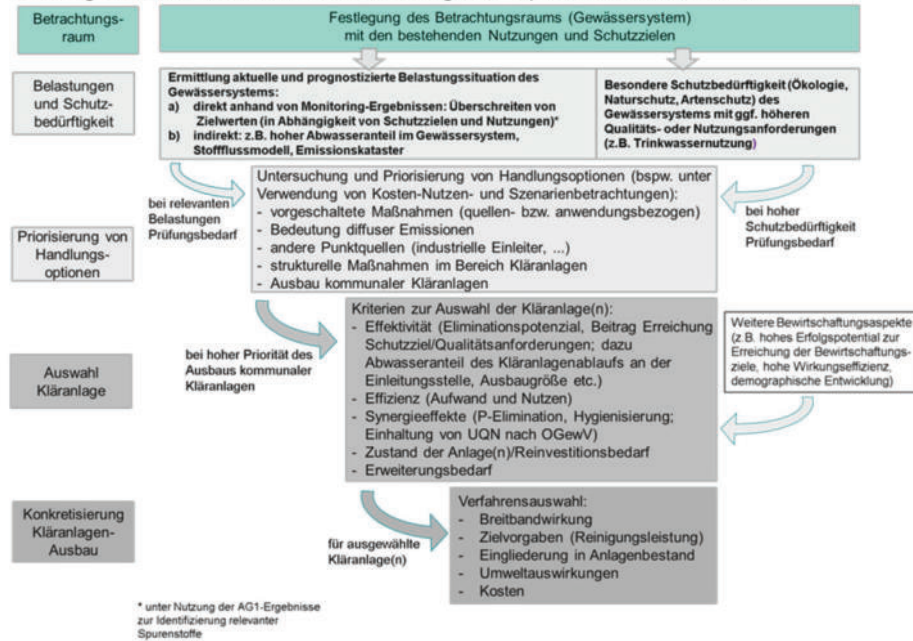 Betrachtungs-
raum
Festlegung des Betrachtungsraums (Gewässersystem)
mit den bestehenden Nutzungen und Schutzzielen
Belastungen
und Schutz-
bedürftigkeit
Ermittlung aktuelle und prognostizierte Belastungssituation des
Gewässersystems:
a) direkt anhand von Monitoring-Ergebnissen: Überschreiten von
Zielwerten (in Abhängigkeit von Schutzzielen und Nutzungen)*
b) indirekt: z.B. hoher Abwasseranteil im Gewässersystem,
Stoffflussmodell, Emissionskataster
Besondere Schutzbedürftigkeit (Ökologie,
Naturschutz, Artenschutz) des
Gewässersystems mit ggf. höheren
Qualitäts- oder Nutzungsanforderungen
(z.B. Trinkwassernutzung)
bei relevanten
Belastungen
Prüfungsbedarf
bei hoher
Schutzbedürftigkeit
Prüfungsbedarf
Priorisierung von
Handlungs-
optionen
Untersuchung und Priorisierung von Handlungsoptionen (bspw. unter
Verwendung von Kosten-Nutzen- und Szenarienbetrachtungen):
- vorgeschaltete Maßnahmen (quellen- bzw. anwendungsbezogen)
- Bedeutung diffuser Emissionen
- andere Punktquellen (industrielle Einleiter, ...)
- strukturelle Maßnahmen im Bereich Kläranlagen
- Ausbau kommunaler Kläranlagen
bei hoher Priorität des
Ausbaus kommunaler
Kläranlagen
Auswahl
Kläranlage
Kriterien zur Auswahl der Kläranlage(n):
- Effektivität (Eliminationspotenzial, Beitrag Erreichung
Schutzziel/Qualitätsanforderungen; dazu
Abwasseranteil des Kläranlagenablaufs an der
Einleitungsstelle, Ausbaugröße etc.)
- Effizienz (Aufwand und Nutzen)
- Synergieeffekte (P-Elimination, Hygienisierung;
Einhaltung von UQN nach OGewV)
- Zustand der Anlage(n)/Reinvestitionsbedarf
- Erweiterungsbedarf
Weitere Bewirtschaftungsaspekte
(z.B. hohes Erfolgspotential zur
Erreichung der Bewirtschaftungs-
ziele, hohe Wirkungseffizienz,
demographische Entwicklung)
Konkretisierung
Kläranlagen-
Ausbau
für ausgewählte
Kläranlage(n)
Verfahrensauswahl:
- Breitbandwirkung
- Zielvorgaben (Reinigungsleistung)
- Eingliederung in Anlagenbestand
- Umweltauswirkungen
- Kosten
* unter Nutzung der AG1-Ergebnisse
zur Identifizierung relevanter
Spurenstoffe